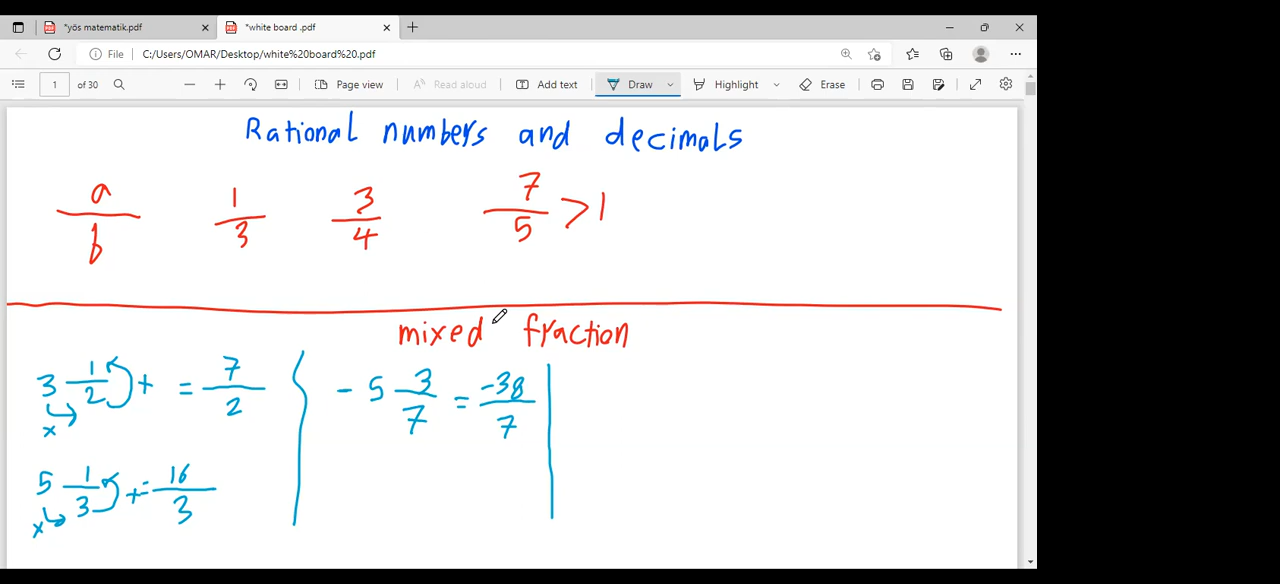 *yös matematik.pdf
*white board .pdf
File C:/Users/OMAR/Desktop/white%20board%20.pdf
1 of 30 Page view Read aloud Add text Draw Highlight Erase
Rational numbers and decimals
a/b 1/3 3/4 7/5 > 1
mixed fraction
3 1/2 + = 7/2 - 5 3/7 = -38/7
x
5 1/3 + = 16/3
x